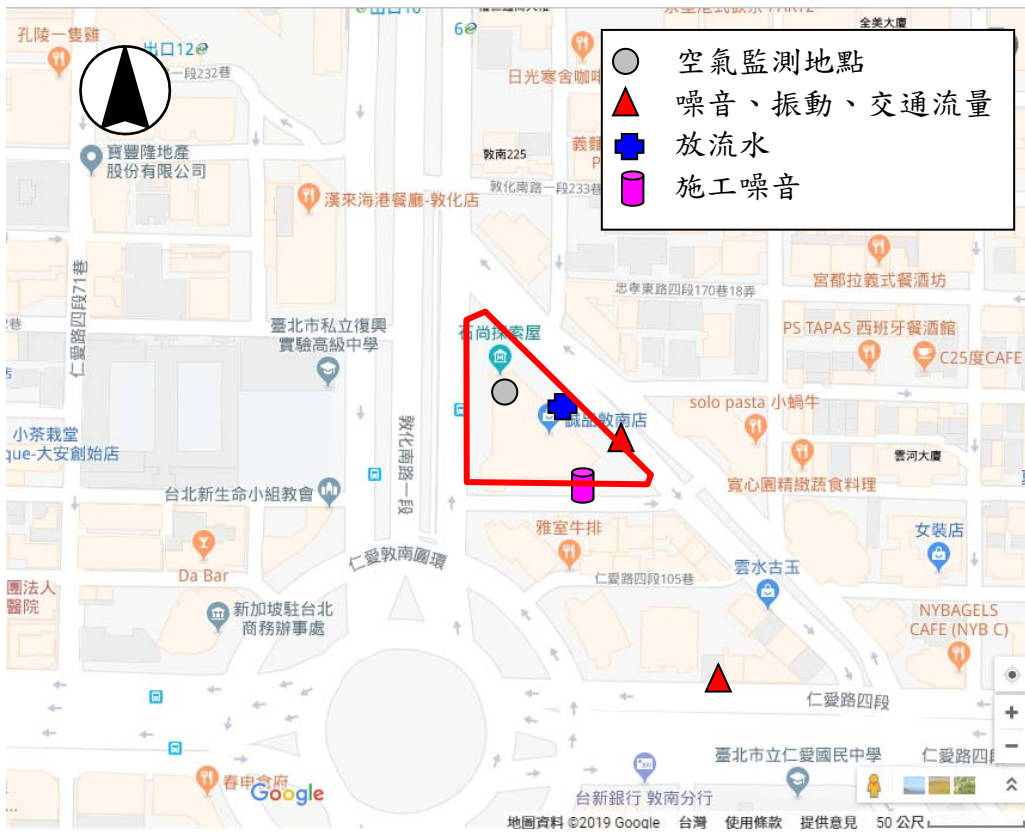 6
空氣監測地點
噪音、振動、交通流量
放流水
施工噪音
全美大廈
孔陵一隻雞
出口12
一段232巷
日光寒舍咖啡
寶豐隆地產
股份有限公司
敦南225
敦化南路一段233巷
漢來海港餐廳-敦化店
宮都拉義式餐酒坊
仁愛路四段71巷
忠孝東路四段170巷18弄
臺北市私立復興
實驗高級中學
石尚探索屋
PS TAPAS 西班牙餐酒館
C25度CAFE
solo pasta 小蝸牛
誠品敦南店
敦化南路一段
小茶栽堂
que-大安創始店
雲河大廈
台北新生命小組教會
寬心園精緻蔬食料理
雅室牛排
女裝店
仁愛敦南圓環
Da Bar
仁愛路四段105巷
雲水古玉
團法人
醫院
新加坡駐台北
商務辦事處
NYBAGELS
CAFE (NYB C)
仁愛路四段
臺北市立仁愛國民中學
仁愛路四段
春申食府
Google
台新銀行 敦南分行
地圖資料 ©2019 Google 台灣 使用條款 提供意見 50 公尺